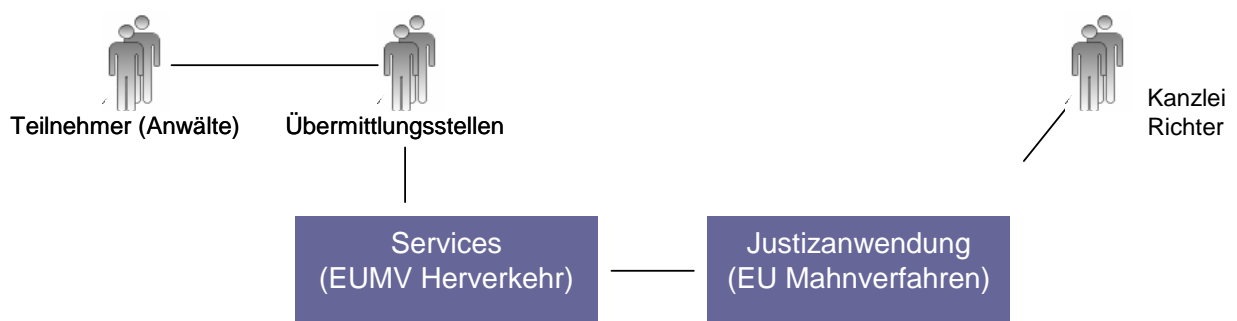 Teilnehmer (Anwälte)
Übermittlungsstellen
Kanzlei
Richter
Services
(EUMV Herverkehr)
Justizanwendung
(EU Mahnverfahren)